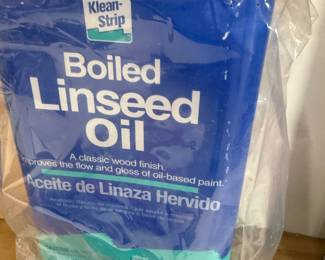 Klean-
Strip
Boiled
Linseed
Oil
A classic wood finish
improves the flow and gloss of oil-based paint.
Aceite de Linaza Hervido